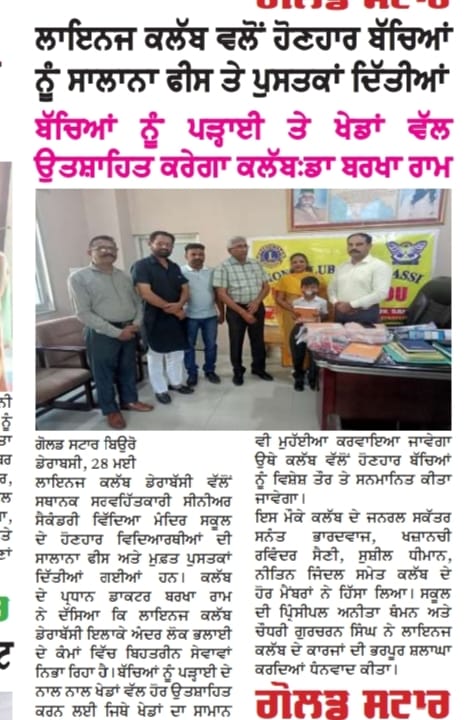 ਗੋਲਡ ਸਟਾਰ
ਲਾਇਨਜ ਕਲੱਬ ਵਲੋਂ ਹੋਣਹਾਰ ਬੱਚਿਆਂ
ਨੂੰ ਸਾਲਾਨਾ ਫੀਸ ਤੇ ਪੁਸਤਕਾਂ ਦਿੱਤੀਆਂ
ਬੱਚਿਆਂ ਨੂੰ ਪੜ੍ਹਾਈ ਤੇ ਖੇਡਾਂ ਵੱਲ
ਉਤਸ਼ਾਹਿਤ ਕਰੇਗਾ ਕਲੱਬ:ਡਾ ਬਰਖਾ ਰਾਮ
ਗੋਲਡ ਸਟਾਰ ਬਿਊਰੋ
ਡੇਰਾਬਸੀ, 28 ਮਈ
ਲਾਇਨਜ ਕਲੱਬ ਡੇਰਾਬੱਸੀ ਵੱਲੋਂ
ਸਥਾਨਕ ਸਰਵਹਿੱਤਕਾਰੀ ਸੀਨੀਅਰ
ਸੈਕੰਡਰੀ ਵਿੱਦਿਆ ਮੰਦਿਰ ਸਕੂਲ
ਦੇ ਹੋਣਹਾਰ ਵਿਦਿਆਰਥੀਆਂ ਦੀ
ਸਾਲਾਨਾ ਫੀਸ ਅਤੇ ਮੁਫ਼ਤ ਪੁਸਤਕਾਂ
ਦਿੱਤੀਆਂ ਗਈਆਂ ਹਨ। ਕਲੱਬ
ਦੇ ਪ੍ਰਧਾਨ ਡਾਕਟਰ ਬਰਖਾ ਰਾਮ
ਨੇ ਦੱਸਿਆ ਕਿ ਲਾਇਨਜ ਕਲੱਬ
ਡੇਰਾਬੱਸੀ ਇਲਾਕੇ ਅੰਦਰ ਲੋਕ ਭਲਾਈ
ਦੇ ਕੰਮਾਂ ਵਿੱਚ ਬਿਹਤਰੀਨ ਸੇਵਾਵਾਂ
ਨਿਭਾ ਰਿਹਾ ਹੈ।ਬੱਚਿਆਂ ਨੂੰ ਪੜ੍ਹਾਈ ਦੇ
ਨਾਲ ਨਾਲ ਖੇਡਾਂ ਵੱਲ ਹੋਰ ਉਤਸ਼ਾਹਿਤ
ਕਰਨ ਲਈ ਜਿਥੇ ਖੇਡਾਂ ਦਾ ਸਾਮਾਨ
ਵੀ ਮੁਹੱਈਆ ਕਰਵਾਇਆ ਜਾਵੇਗਾ
ਉਥੇ ਕਲੱਬ ਵੱਲੋਂ ਹੋਣਹਾਰ ਬੱਚਿਆਂ
ਨੂੰ ਵਿਸ਼ੇਸ਼ ਤੌਰ ਤੇ ਸਨਮਾਨਿਤ ਕੀਤਾ
ਜਾਵੇਗਾ।
ਇਸ ਮੌਕੇ ਕਲੱਬ ਦੇ ਜਨਰਲ ਸਕੱਤਰ
ਸਨੰਤ ਭਾਰਦਵਾਜ, ਖਜ਼ਾਨਚੀ
ਰਵਿੰਦਰ ਸੈਣੀ, ਸੁਸ਼ੀਲ ਧੀਮਾਨ,
ਨੀਤਿਨ ਜਿੰਦਲ ਸਮੇਤ ਕਲੱਬ ਦੇ
ਹੋਰ ਮੈਂਬਰਾਂ ਨੇ ਹਿੱਸਾ ਲਿਆ। ਸਕੂਲ
ਦੀ ਪ੍ਰਿੰਸੀਪਲ ਅਨੀਤਾ ਥੰਮਨ ਅਤੇ
ਚੌਧਰੀ ਗੁਰਚਰਨ ਸਿੰਘ ਨੇ ਲਾਇਨਜ
ਕਲੱਬ ਦੇ ਕਾਰਜਾਂ ਦੀ ਭਰਪੂਰ ਸ਼ਲਾਘਾ
ਕਰਦਿਆਂ ਧੰਨਵਾਦ ਕੀਤਾ।
ਗੋਲਡ ਸਟਾਰ